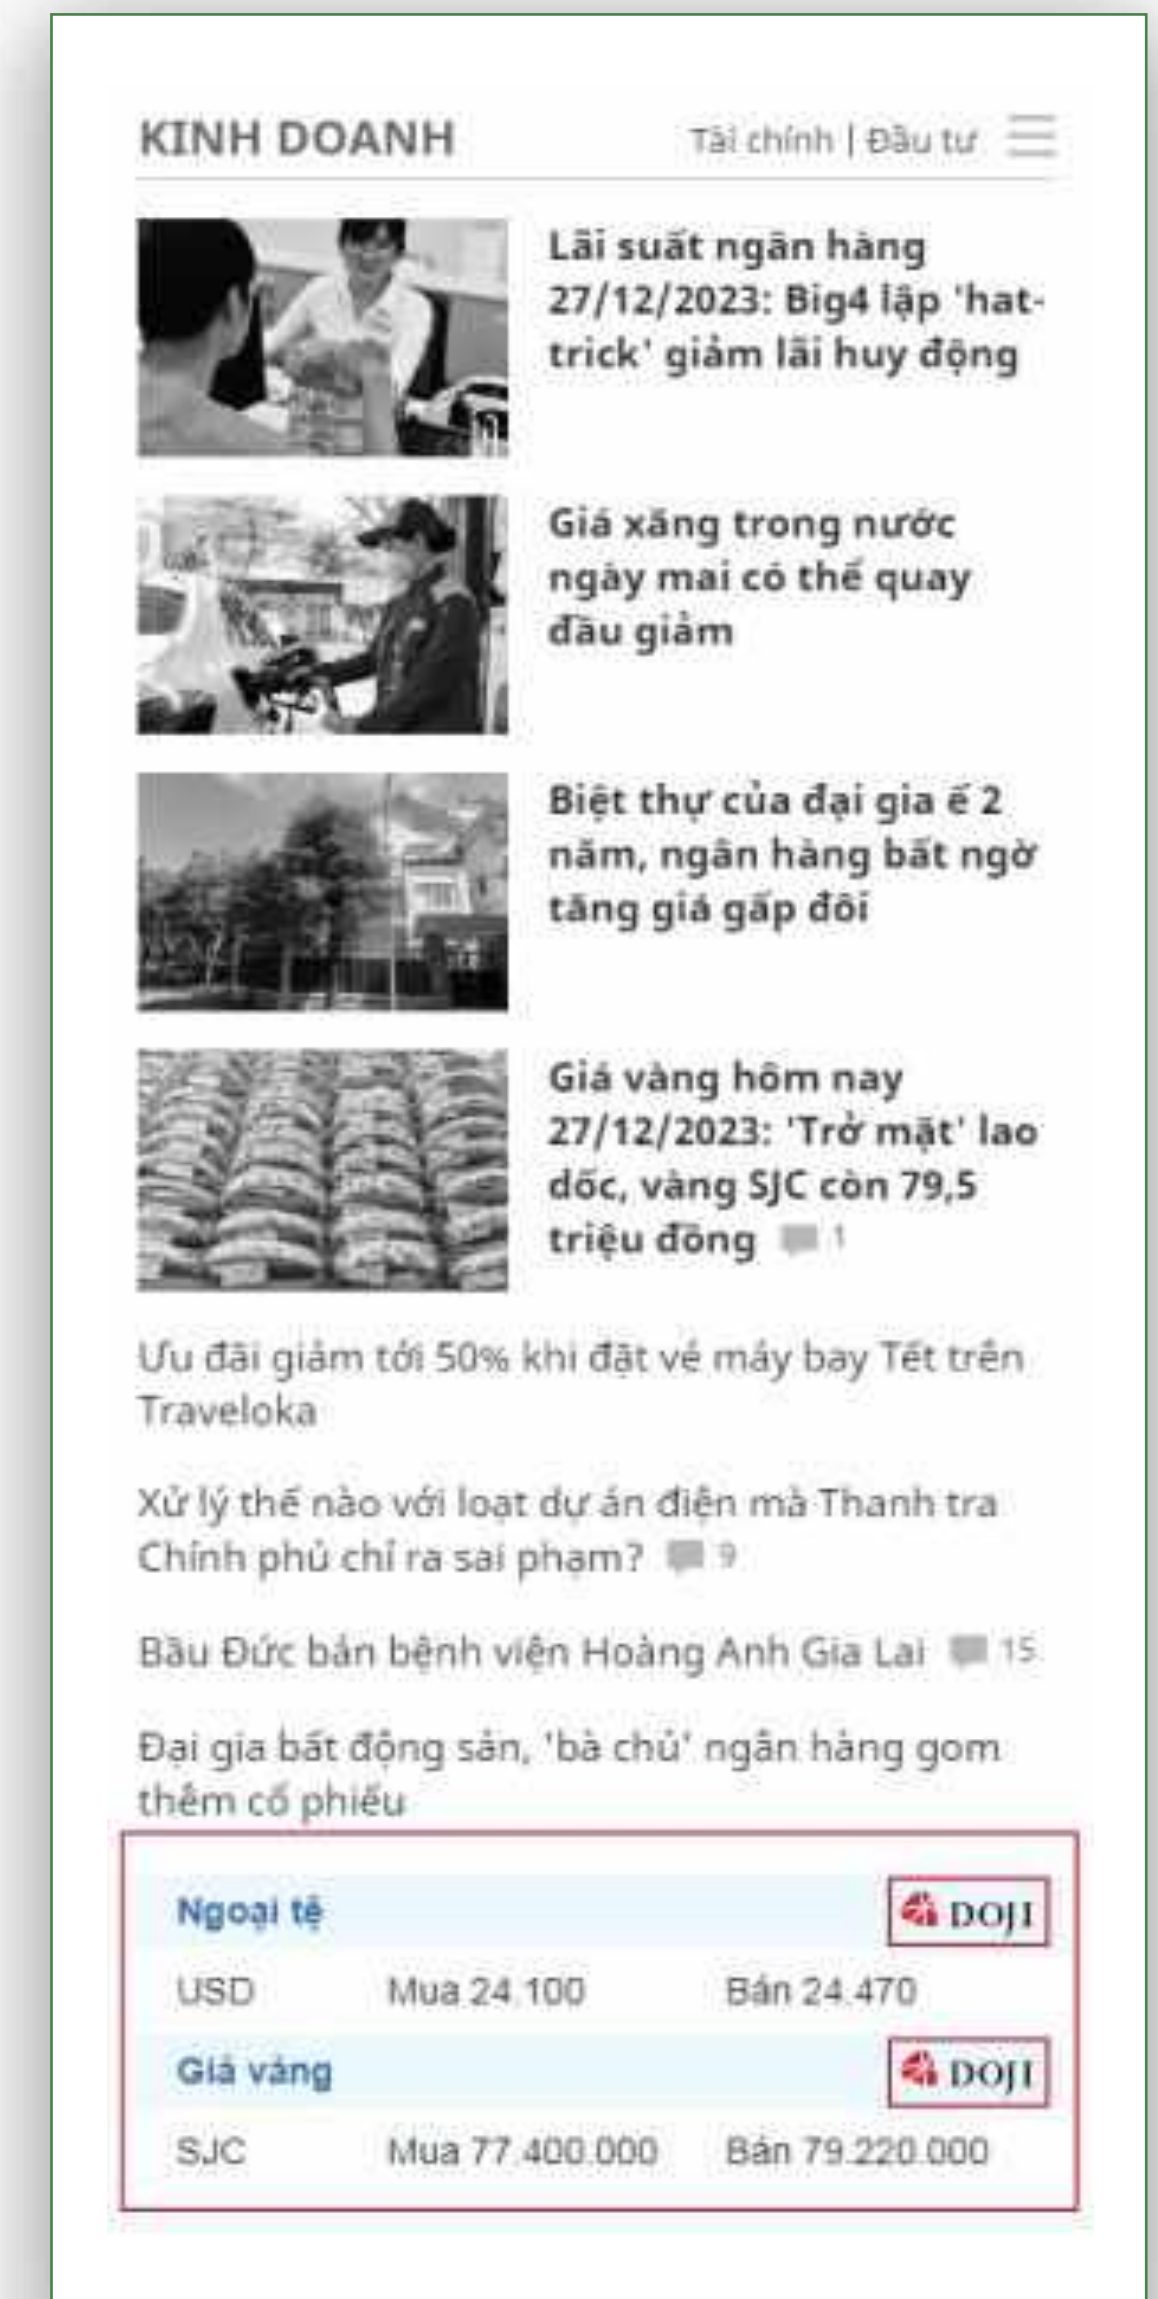 KINH DOANH
Tài chính | Đầu tư
Lãi suất ngân hàng
27/12/2023: Big4 lập 'hat-
trick' giảm lãi huy động
Giá xăng trong nước
ngày mai có thể quay
đầu giảm
Biệt thự của đại gia ế 2
năm, ngân hàng bất ngờ
tăng giá gấp đôi
Giá vàng hôm nay
27/12/2023: 'Trở mặt' lao
dốc, vàng SJC còn 79,5
triệu đồng 1
Ưu đãi giảm tới 50% khi đặt vé máy bay Tết trên
Traveloka
Xử lý thế nào với loạt dự án điện mà Thanh tra
Chính phủ chỉ ra sai phạm? 9
Bầu Đức bán bệnh viện Hoàng Anh Gia Lai 15
Đại gia bất động sản, 'bà chủ' ngân hàng gom
thêm cổ phiếu
Ngoại tệ DOJI
USD Mua 24.100 Bán 24.470
Giá vàng DOJI
SJC Mua 77.400.000 Bán 79.220.000